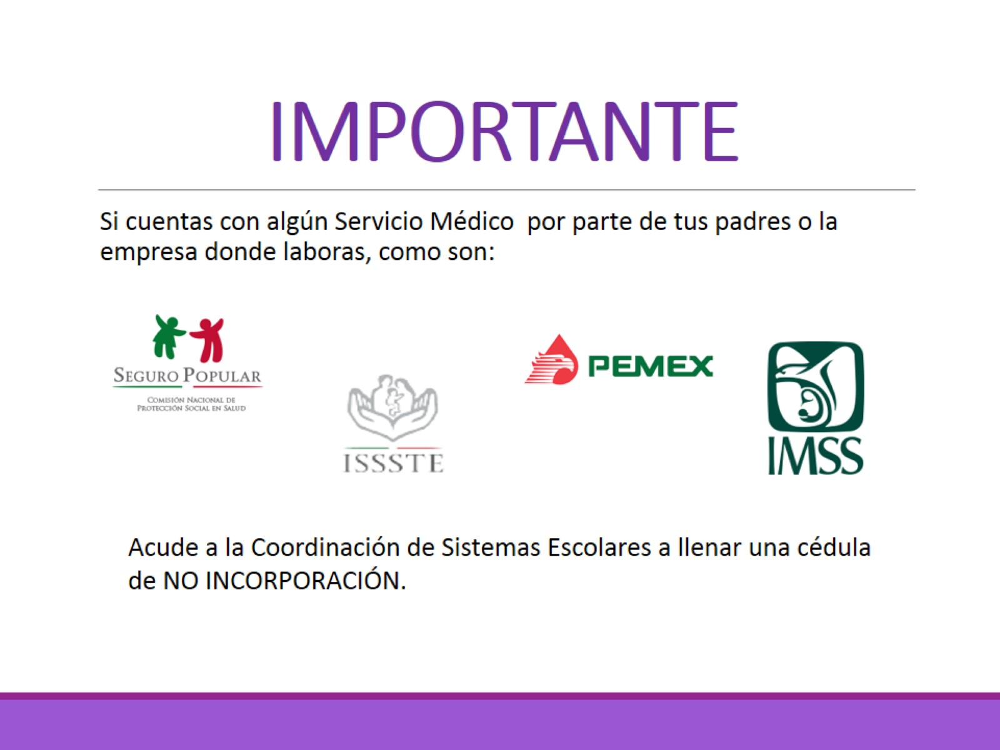 IMPORTANTE
Si cuentas con algún Servicio Médico  por parte de tus padres o la
empresa donde laboras, como son:
SEGURO POPULAR
COMISIÓN NACIONAL DE
PROTECCIÓN SOCIAL EN SALUD
ISSSTE
PEMEX
IMSS
Acude a la Coordinación de Sistemas Escolares a llenar una cédula
de NO INCORPORACIÓN.